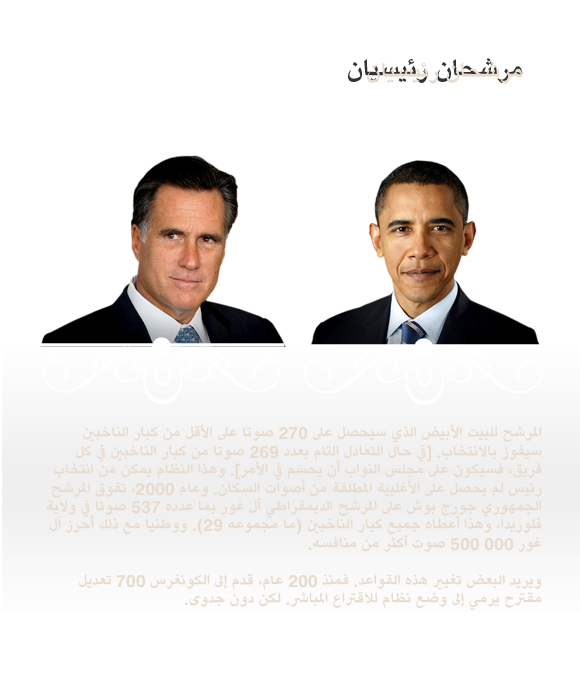 مرشحان رئيسيان
المرشح للبيت الأبيض الذي سيحصل على 270 صوتا على الأقل من كبار الناخبين
سيفوز بالانتخاب. [في حال التعادل التام بعدد 269 صوتا من كبار الناخبين في كل
فريق، فسيكون على مجلس النواب أن يحسم في الأمر]. وهذا النظام يمكن من انتخاب
رئيس لم يحصل على الأغلبية المطلقة من أصوات السكان. وعام 2000، تفوق المرشح
الجمهوري جورج بوش على المرشح الديمقراطي آل غور بما عدده 537 صوتا في ولاية
فلوريدا، وهذا أعطاه جميع كبار الناخبين (ما مجموعه 29). ووطنيا مع ذلك أحرز آل
غور 000 500 صوت أكثر من منافسه.
ويريد البعض تغيير هذه القواعد. فمنذ 200 عام، قدم إلى الكونغرس 700 تعديل
مقترح يرمي إلى وضع نظام للاقتراع المباشر. لكن دون جدوى.